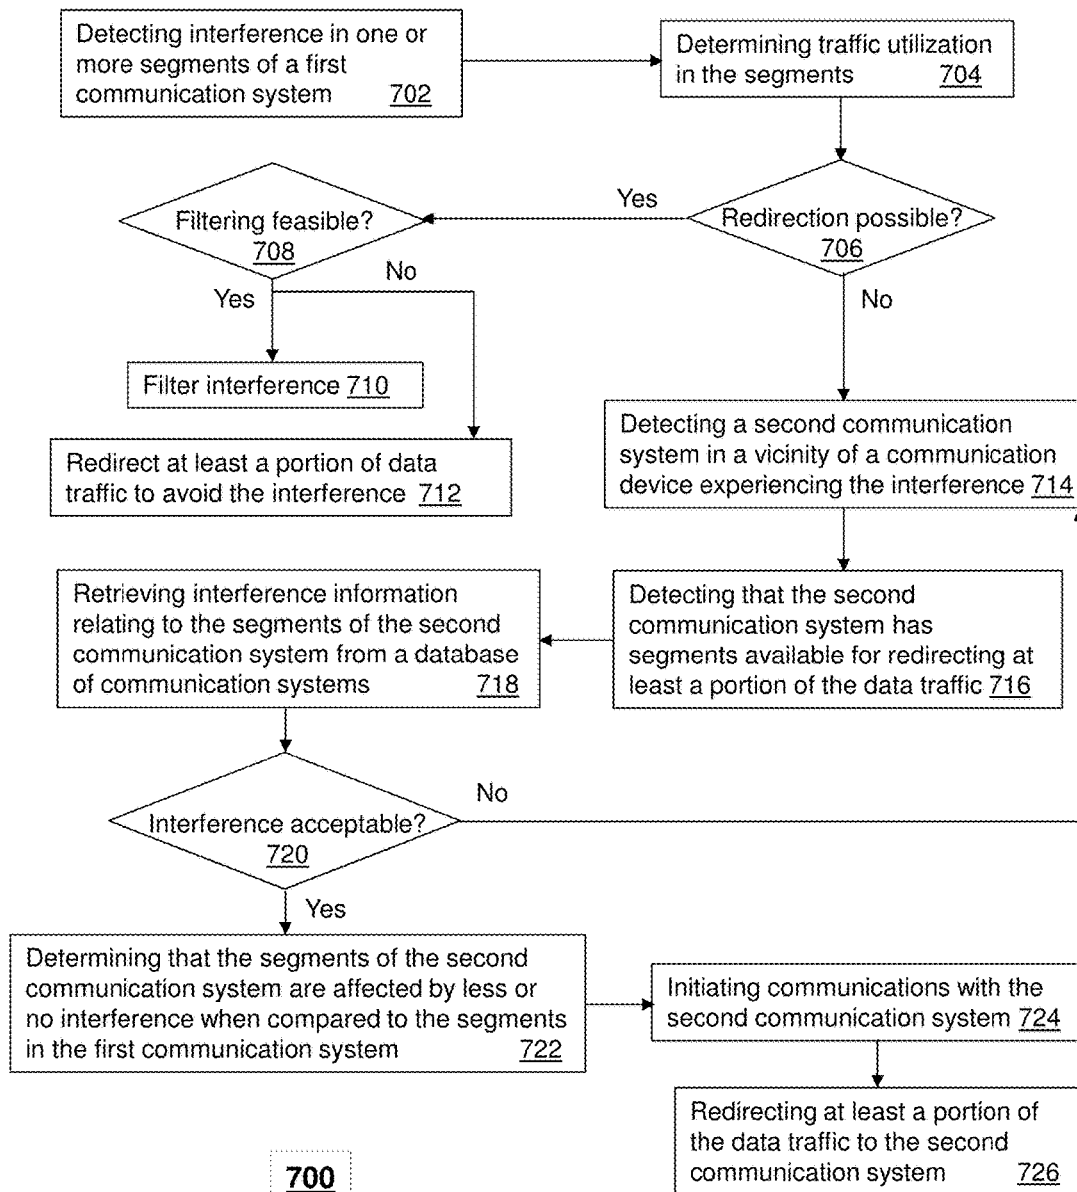 Detecting interference in one or
more segments of a first
communication system 702
Determining traffic utilization
in the segments 704
Yes
Filtering feasible?
708
Redirection possible?
706
No
Yes
No
Filter interference 710
Detecting a second communication
system in a vicinity of a communication
device experiencing the interference 714
Redirect at least a portion of data
traffic to avoid the interference 712
Retrieving interference information
relating to the segments of the second
communication system from a database
of communication systems 718
Detecting that the second
communication system has
segments available for redirecting at
least a portion of the data traffic 716
No
Interference acceptable?
720
Yes
Determining that the segments of the second
communication system are affected by less or
no interference when compared to the segments
in the first communication system 722
Initiating communications with the
second communication system 724
Redirecting at least a portion of
the data traffic to the second
communication system 726
700